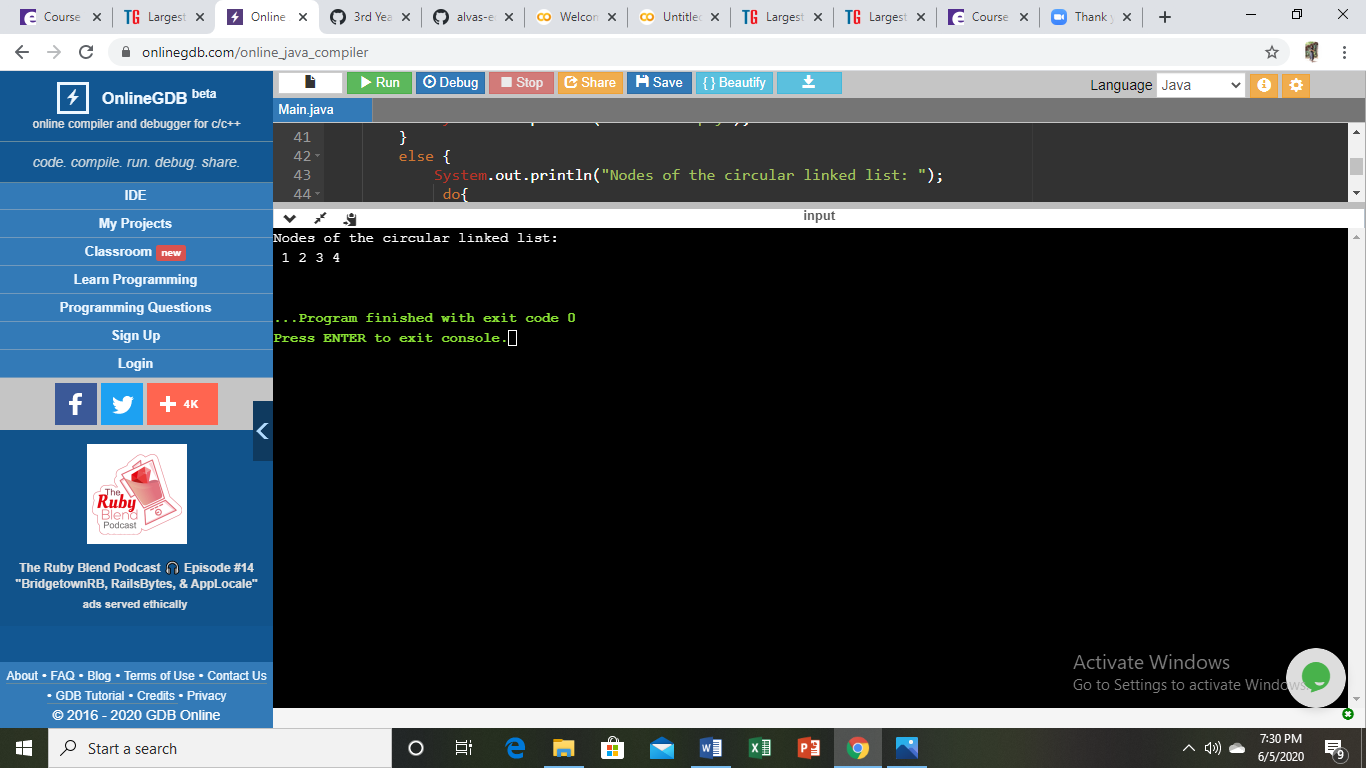 Course
Largest
Online
3rd Yea
alvas-e
Welcon
Untitle
Largest
Largest
Course
Thank
onlinegdb.com/online_java_compiler
OnlineGDB beta
online compiler and debugger for c/c++
code. compile. run. debug. share.
IDE
My Projects
Classroom new
Learn Programming
Programming Questions
Sign Up
Login
4K
The
Ruby
Blend
Podcast
The Ruby Blend Podcast 🎧 Episode #14
"BridgetownRB, RailsBytes, & AppLocale"
ads served ethically
About • FAQ • Blog • Terms of Use • Contact Us
• GDB Tutorial • Credits • Privacy
© 2016 - 2020 GDB Online
Run Debug Stop Share Save { } Beautify
Language Java
Main.java
41 }
42 else {
43 System.out.println("Nodes of the circular linked list: ");
44 do{
input
Nodes of the circular linked list:
1 2 3 4
...Program finished with exit code 0
Press ENTER to exit console.
Activate Windows
Go to Settings to activate Windows.
Start a search
7:30 PM
6/5/2020
9